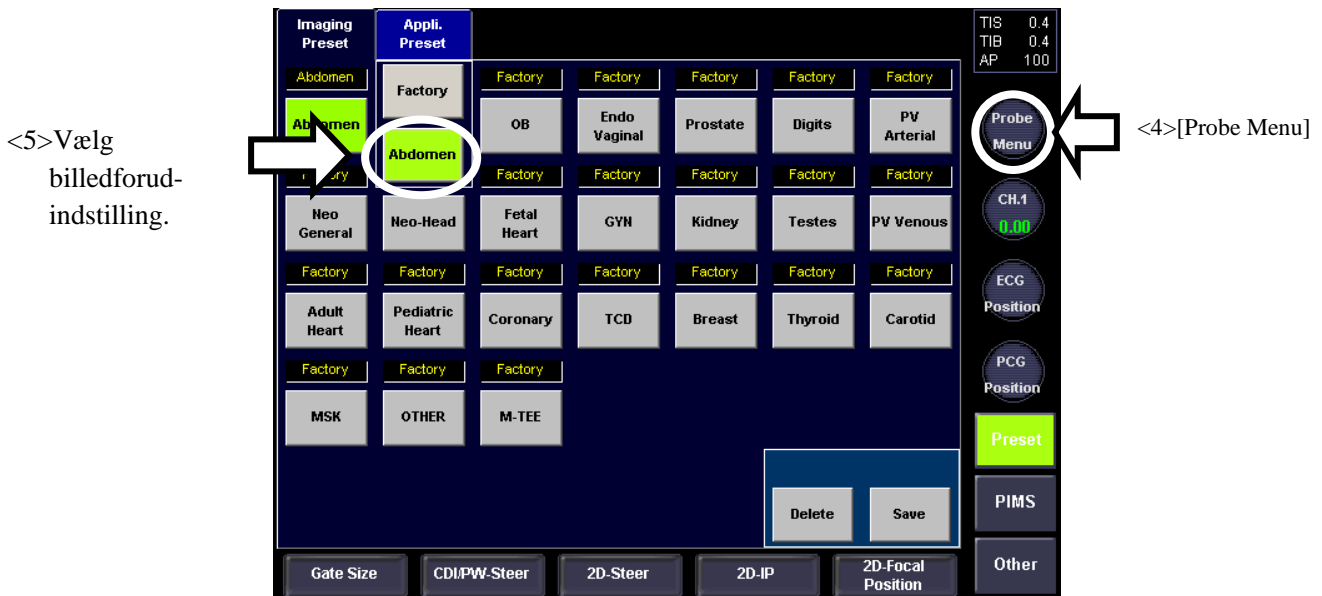 Imaging Preset
Appli. Preset
TIS 0.4
TIB 0.4
AP 100
Abdomen
Factory
Factory
Factory
Factory
Factory
Factory
Abdomen
Abdomen
OB
Endo Vaginal
Prostate
Digits
PV Arterial
Probe Menu
<4>[Probe Menu]
<5>Vælg
billedforud-
indstilling.
Factory
Factory
Factory
Factory
Factory
Neo General
Neo-Head
Fetal Heart
GYN
Kidney
Testes
PV Venous
CH.1
0.00
Factory
Factory
Factory
Factory
Factory
Factory
Factory
Adult Heart
Pediatric Heart
Coronary
TCD
Breast
Thyroid
Carotid
ECG Position
Factory
Factory
Factory
MSK
OTHER
M-TEE
PCG Position
Preset
Delete
Save
PIMS
Other
Gate Size
CDI/PW-Steer
2D-Steer
2D-IP
2D-Focal Position